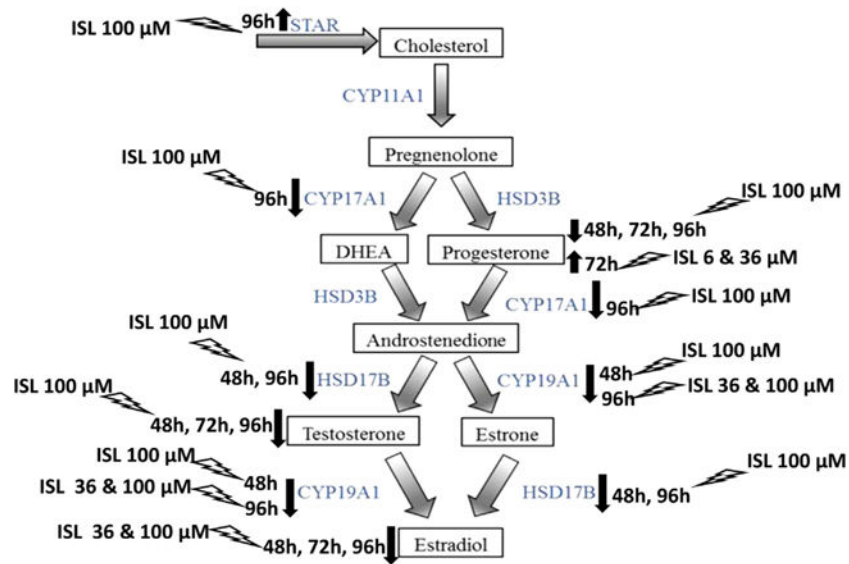 ISL 100 µM
96h
STAR
Cholesterol
CYP11A1
Pregnenolone
ISL 100 µM
96h
CYP17A1
HSD3B
ISL 100 µM
48h, 72h, 96h
DHEA
Progesterone
72h
ISL 6 & 36 µM
HSD3B
CYP17A1
96h
ISL 100 µM
Androstenedione
ISL 100 µM
48h, 96h
HSD17B
CYP19A1
48h
ISL 100 µM
96h
ISL 36 & 100 µM
ISL 100 µM
48h, 72h, 96h
Testosterone
Estrone
ISL 100 µM
48h
ISL 36 & 100 µM
96h
CYP19A1
HSD17B
48h, 96h
ISL 100 µM
ISL 36 & 100 µM
48h, 72h, 96h
Estradiol